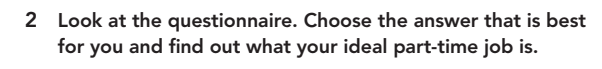 2 Look at the questionnaire. Choose the answer that is best
for you and find out what your ideal part-time job is.